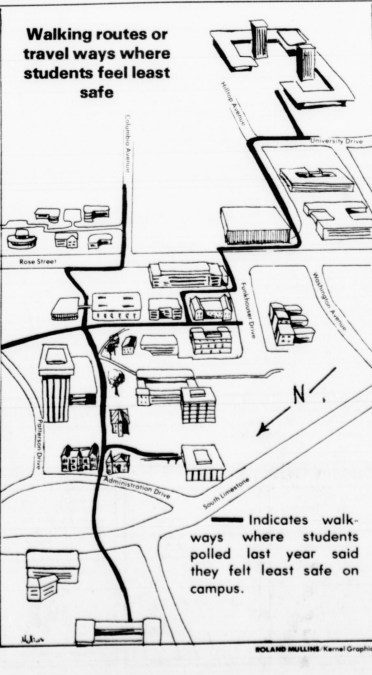 Walking routes or
travel ways where
students feel least
safe
Columbia Avenue
Hilltop Avenue
University Drive
Rose Street
Funkhouser Drive
Washington Avenue
N.
Patterson Drive
Administration Drive
South Limestone
Indicates walk-
ways where students
polled last year said
they felt least safe on
campus.
Mullins
ROLAND MULLINS/Kernel Graphic